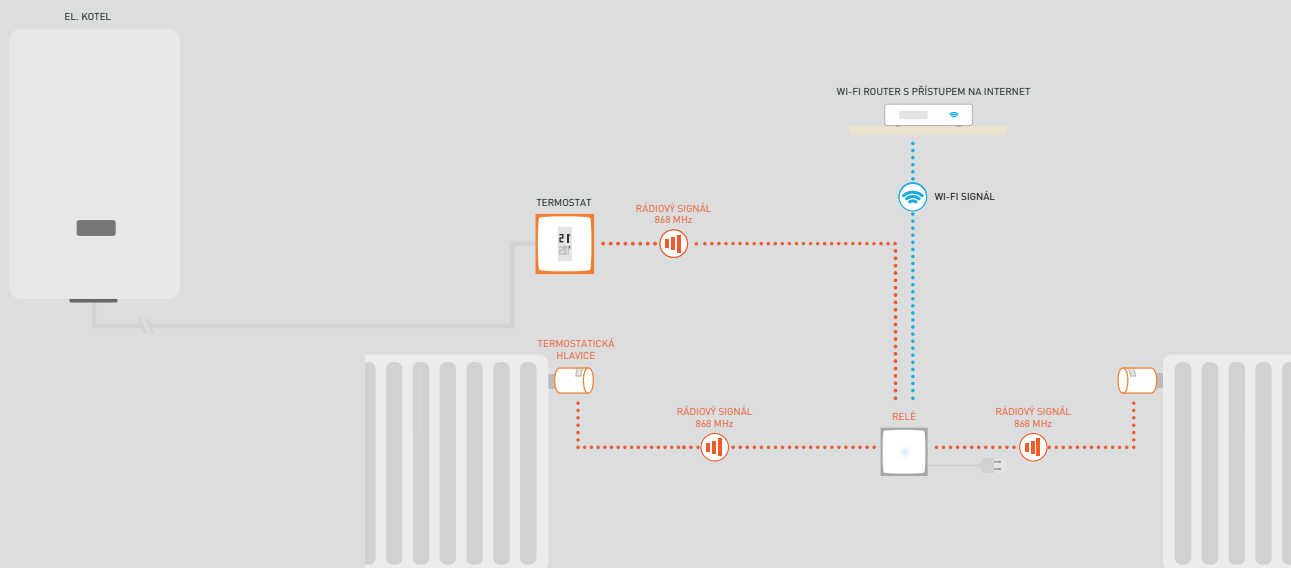 EL. KOTEL
WI-FI ROUTER S PŘÍSTUPEM NA INTERNET
WI-FI SIGNÁL
TERMOSTAT
RÁDIOVÝ SIGNÁL
868 MHz
21
TERMOSTATICKÁ
HLAVICE
RÁDIOVÝ SIGNÁL
868 MHz
RELÉ
RÁDIOVÝ SIGNÁL
868 MHz